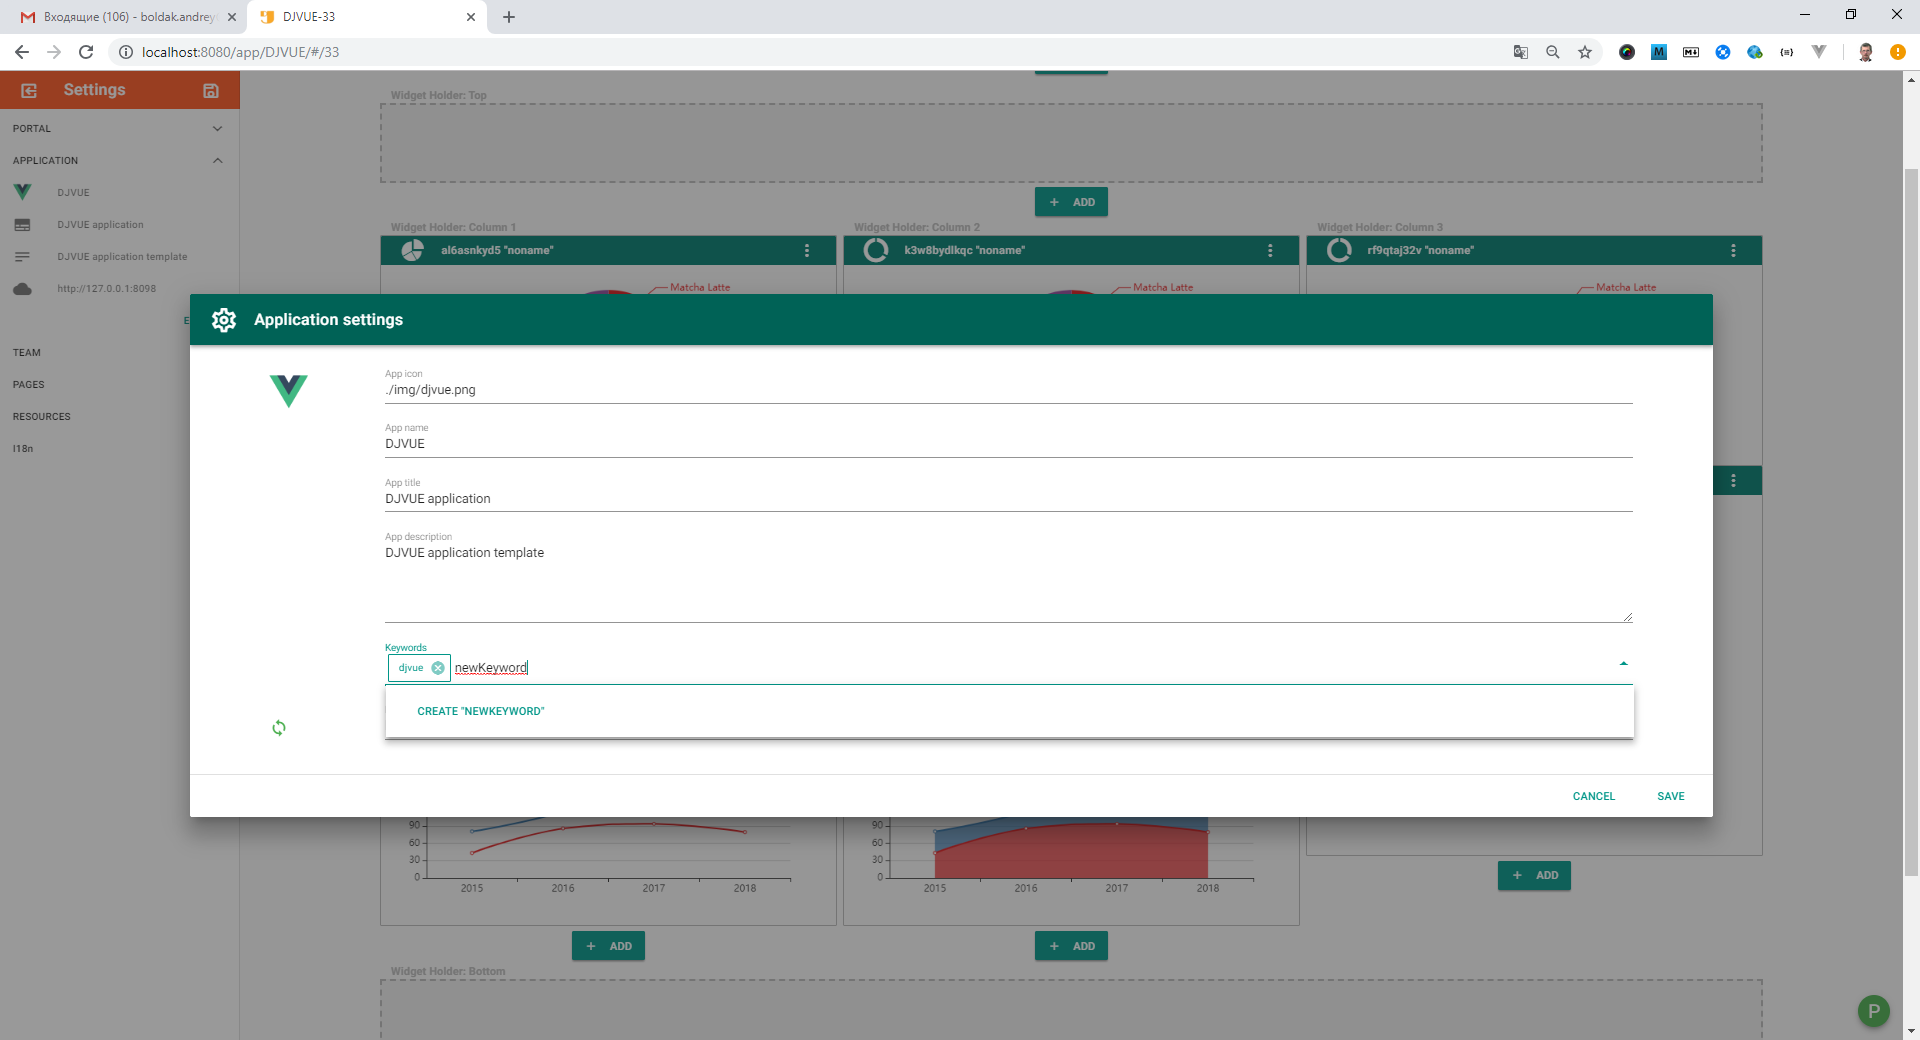 Входящие (106) - boldak.andrey
DJVUE-33
localhost:8080/app/DJVUE/#/33
Settings
PORTAL
APPLICATION
DJVUE
DJVUE application
DJVUE application template
http://127.0.0.1:8098
E
TEAM
PAGES
RESOURCES
I18n
Widget Holder: Top
+ ADD
Widget Holder: Column 1
Widget Holder: Column 2
Widget Holder: Column 3
al6asnkyd5 "noname"
k3w8bydlkqc "noname"
rf9qtaj32v "noname"
Matcha Latte
Matcha Latte
Matcha Latte
Application settings
App icon
./img/djvue.png
App name
DJVUE
App title
DJVUE application
App description
DJVUE application template
Keywords
djvue
newKeyword
CREATE "NEWKEYWORD"
CANCEL
SAVE
90
60
30
0
2015 2016 2017 2018
90
60
30
0
2015 2016 2017 2018
+ ADD
+ ADD
+ ADD
Widget Holder: Bottom
P